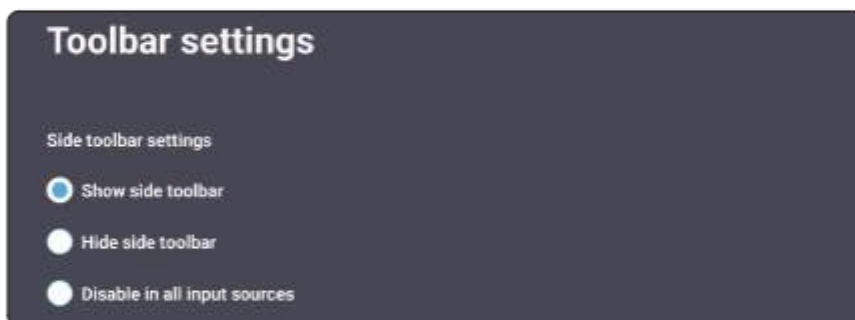 Toolbar settings
Side toolbar settings
Show side toolbar
Hide side toolbar
Disable in all input sources